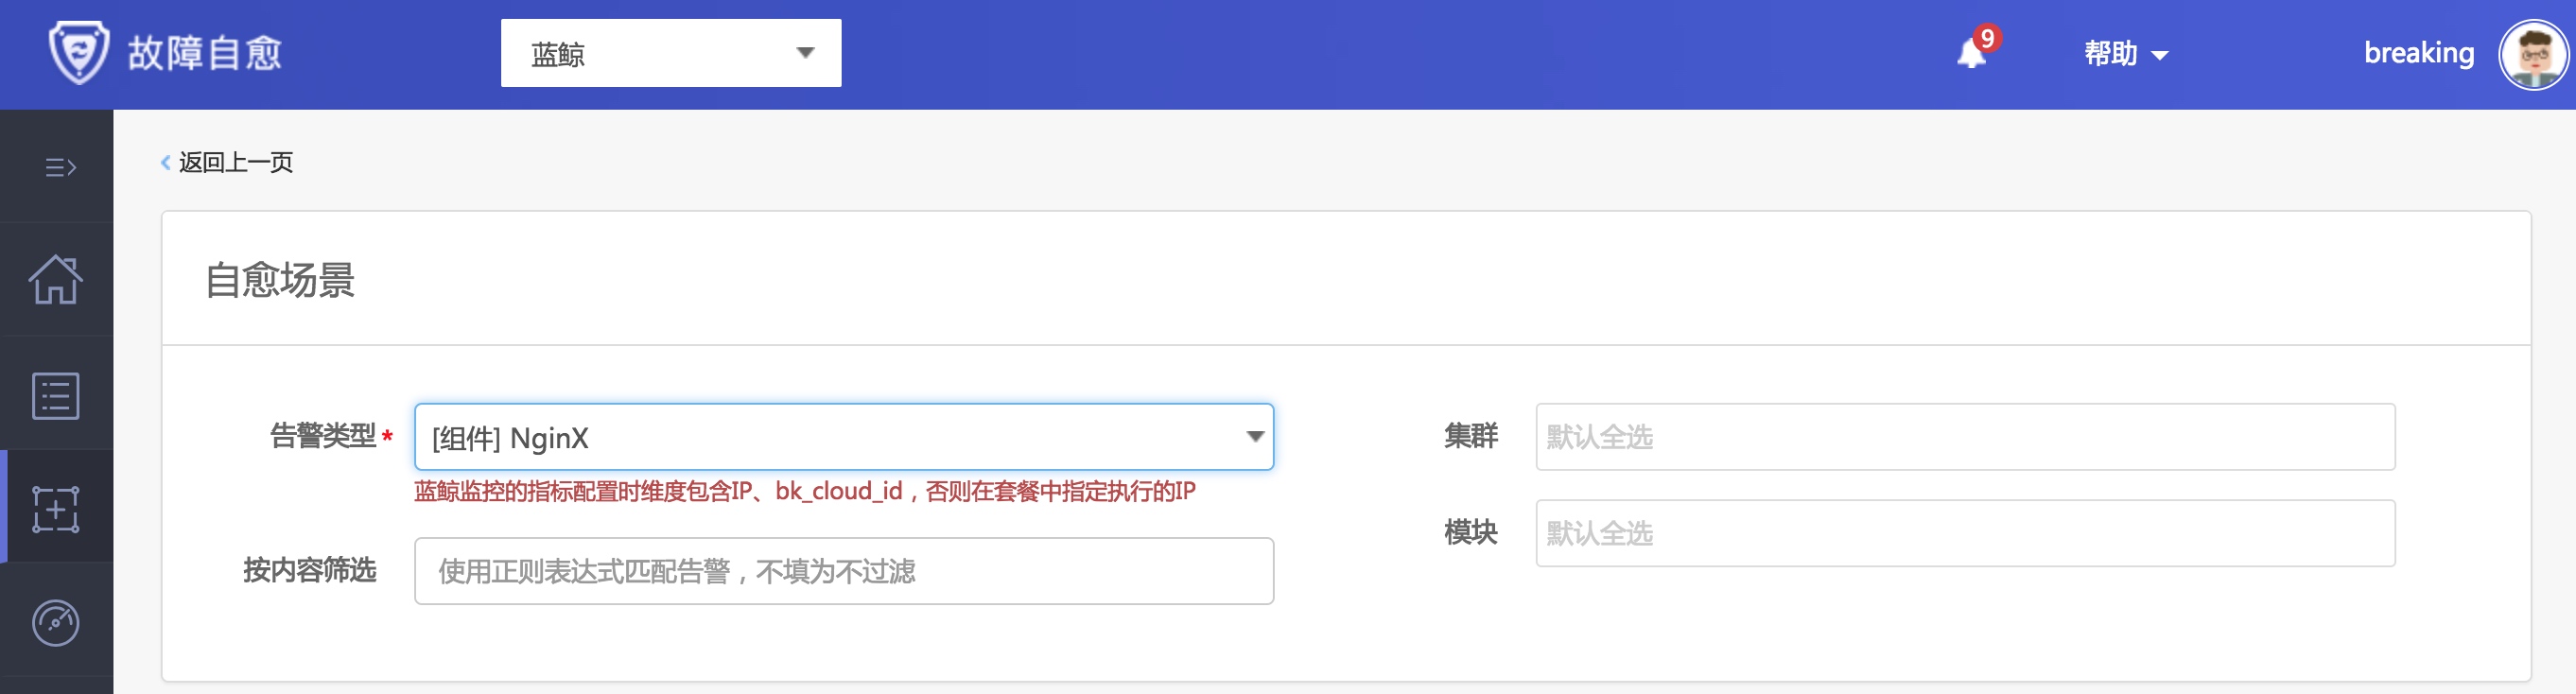 故障自愈
蓝鲸
9
帮助
breaking
返回上一页
自愈场景
告警类型*
[组件] NginX
集群
默认全选
蓝鲸监控的指标配置时维度包含IP、bk_cloud_id，否则在套餐中指定执行的IP
模块
默认全选
按内容筛选
使用正则表达式匹配告警，不填为不过滤